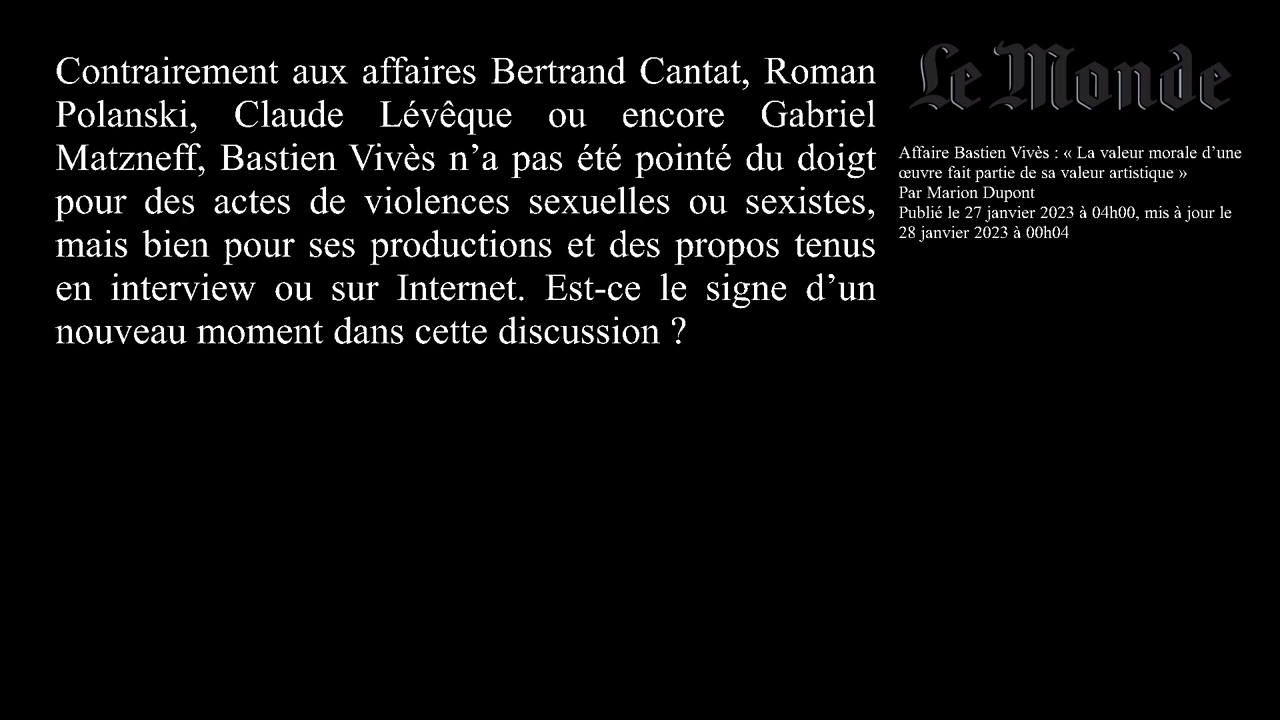 Contrairement aux affaires Bertrand Cantat, Roman
Polanski, Claude Lévêque ou encore Gabriel
Matzneff, Bastien Vivès n’a pas été pointé du doigt
pour des actes de violences sexuelles ou sexistes,
mais bien pour ses productions et des propos tenus
en interview ou sur Internet. Est-ce le signe d’un
nouveau moment dans cette discussion ?
Le Monde
Affaire Bastien Vivès : « La valeur morale d’une
œuvre fait partie de sa valeur artistique »
Par Marion Dupont
Publié le 27 janvier 2023 à 04h00, mis à jour le
28 janvier 2023 à 00h04